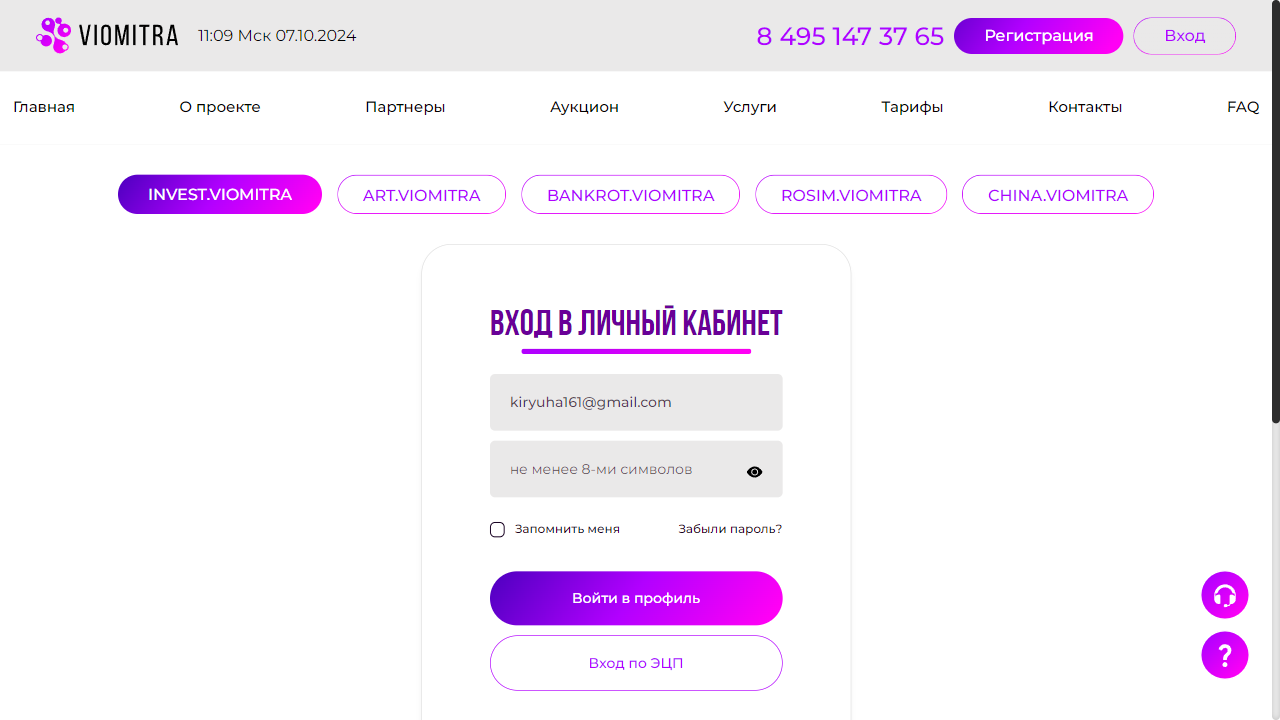 VIOMITRA 11:09 Мск 07.10.2024 8 495 147 37 65 Регистрация Вход
Главная О проекте Партнеры Аукцион Услуги Тарифы Контакты FAQ
INVEST.VIOMITRA ART.VIOMITRA BANKROT.VIOMITRA ROSIM.VIOMITRA CHINA.VIOMITRA
ВХОД В ЛИЧНЫЙ КАБИНЕТ
kiryuha161@gmail.com
не менее 8-ми символов
Запомнить меня Забыли пароль?
Войти в профиль
Вход по ЭЦП
?